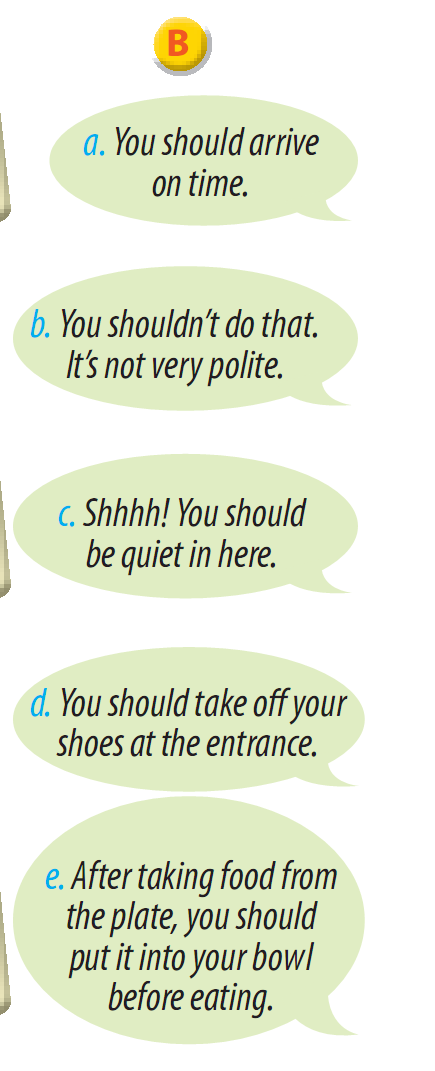 B
a. You should arrive
on time.
b. You shouldn't do that.
It's not very polite.
c. Shhhh! You should
be quiet in here.
d. You should take off your
shoes at the entrance.
e. After taking food from
the plate, you should
put it into your bowl
before eating.